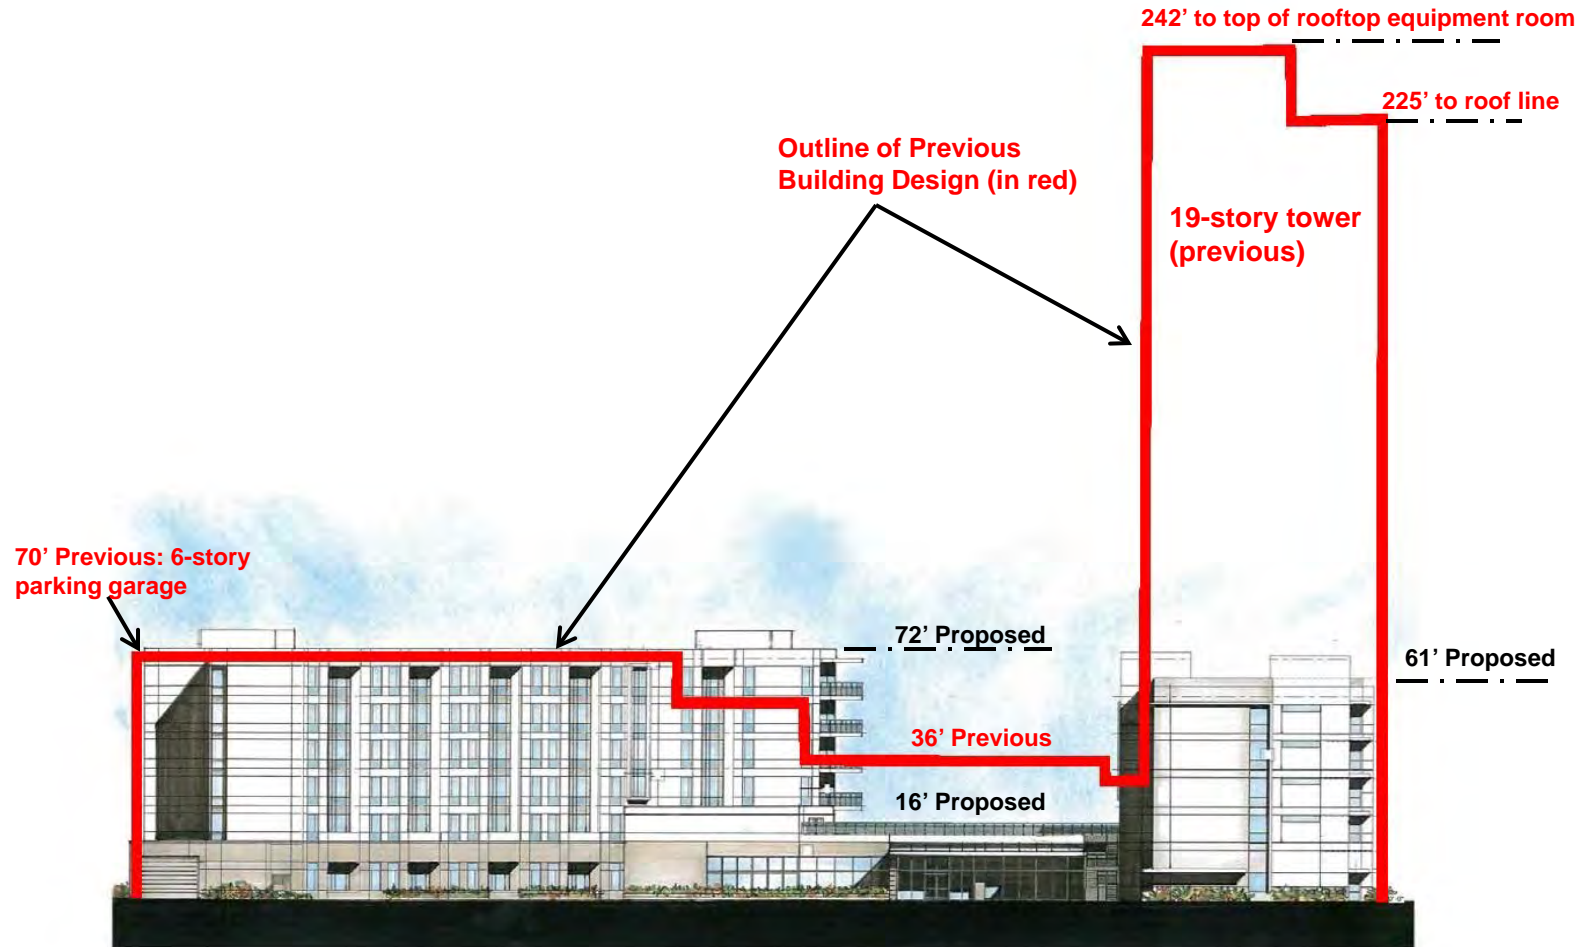 242’ to top of rooftop equipment room
225’ to roof line
Outline of Previous
Building Design (in red)
19-story tower
(previous)
70’ Previous: 6-story
parking garage
72’ Proposed
61’ Proposed
36’ Previous
16’ Proposed